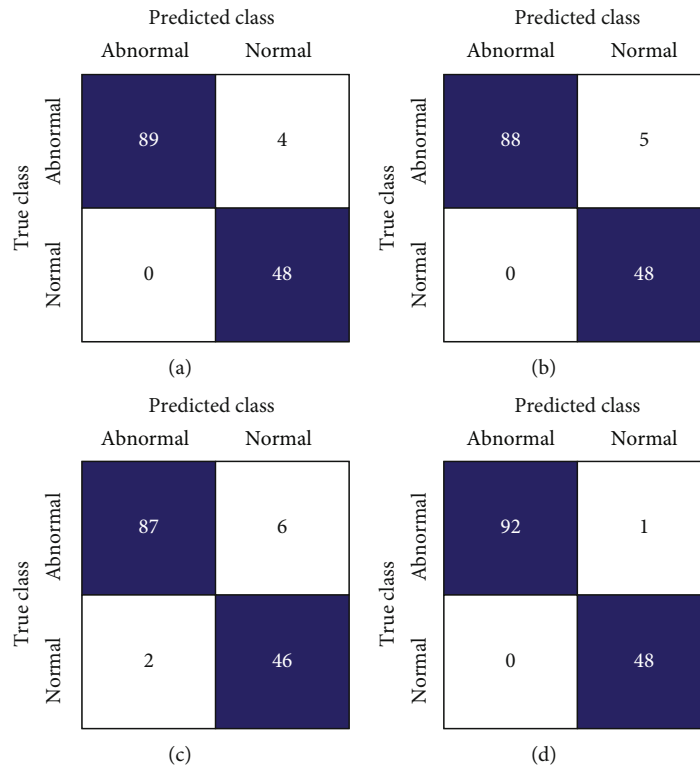 Predicted class
Abnormal Normal
True class
Abnormal
89 4
Normal
0 48
(a)
Predicted class
Abnormal Normal
True class
Abnormal
88 5
Normal
0 48
(b)
Predicted class
Abnormal Normal
True class
Abnormal
87 6
Normal
2 46
(c)
Predicted class
Abnormal Normal
True class
Abnormal
92 1
Normal
0 48
(d)